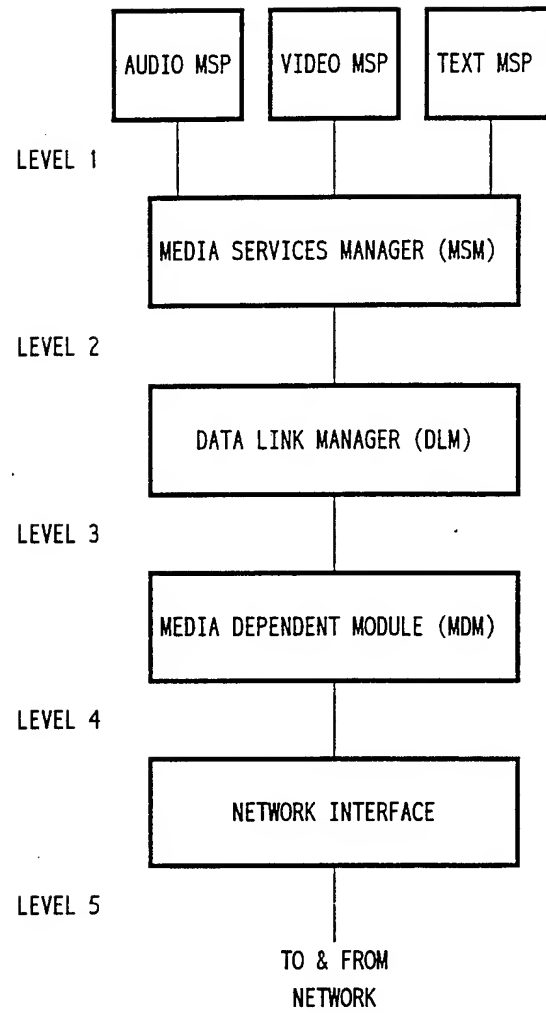 AUDIO MSP
VIDEO MSP
TEXT MSP
LEVEL 1
MEDIA SERVICES MANAGER (MSM)
LEVEL 2
DATA LINK MANAGER (DLM)
LEVEL 3
MEDIA DEPENDENT MODULE (MDM)
LEVEL 4
NETWORK INTERFACE
LEVEL 5
TO & FROM
NETWORK